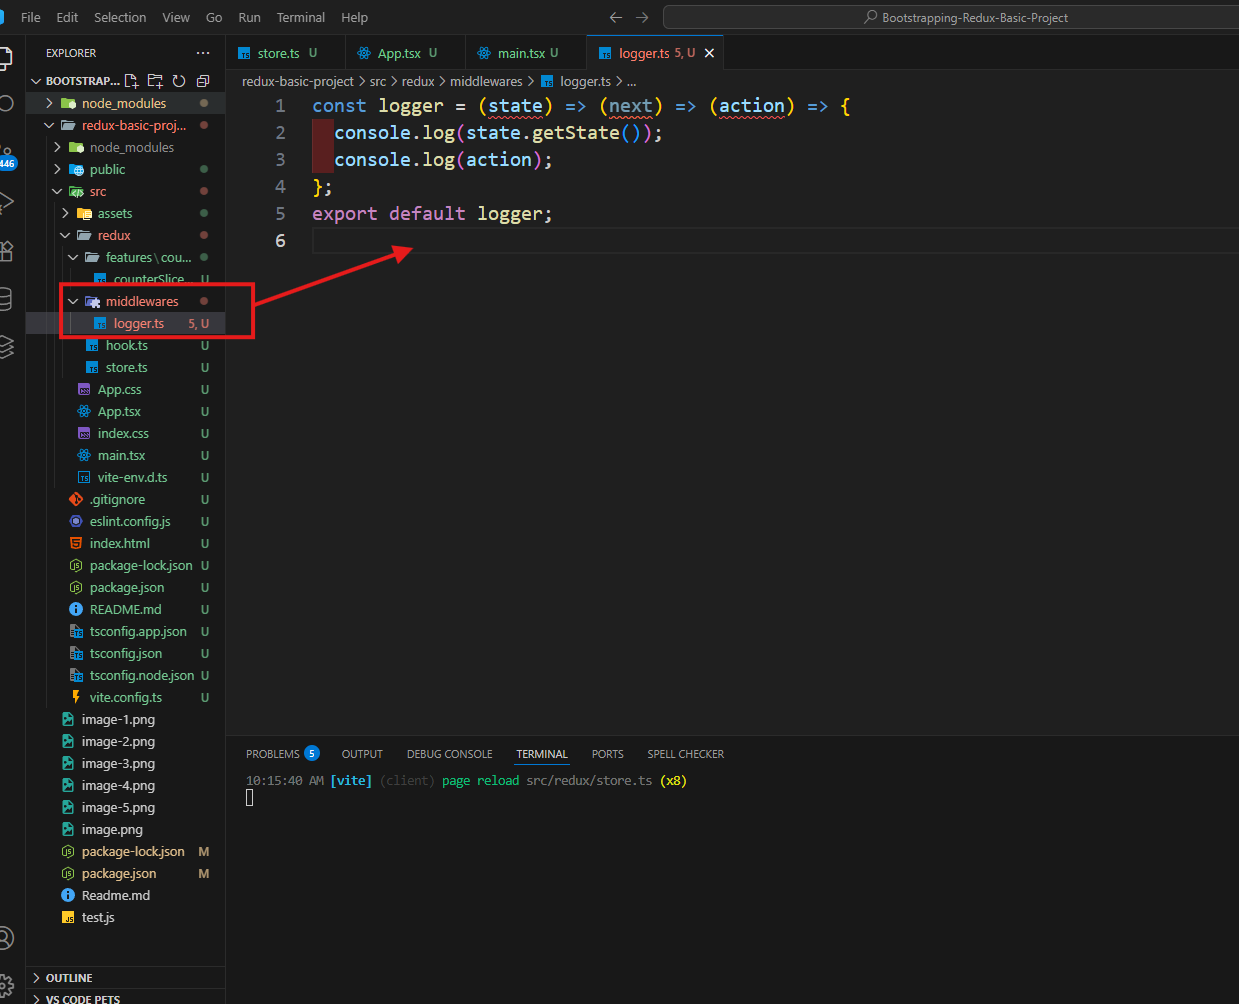 File Edit Selection View Go Run Terminal Help
Bootstrapping-Redux-Basic-Project
EXPLORER
BOOTSTRAP...
node_modules
redux-basic-proj...
node_modules
public
src
assets
redux
features\cou...
counterSlice U
middlewares
logger.ts 5, U
hook.ts U
store.ts U
App.css U
App.tsx U
index.css U
main.tsx U
vite-env.d.ts U
.gitignore U
eslint.config.js U
index.html U
package-lock.json U
package.json U
README.md U
tsconfig.app.json U
tsconfig.json U
tsconfig.node.json U
vite.config.ts U
image-1.png
image-2.png
image-3.png
image-4.png
image-5.png
image.png
package-lock.json M
package.json M
Readme.md
test.js
OUTLINE
VS CODE PETS
446
store.ts U App.tsx U main.tsx U logger.ts 5, U
redux-basic-project > src > redux > middlewares > logger.ts > ...
1 const logger = (state) => (next) => (action) => {
2 console.log(state.getState());
3 console.log(action);
4 };
5 export default logger;
6
PROBLEMS 5 OUTPUT DEBUG CONSOLE TERMINAL PORTS SPELL CHECKER
10:15:40 AM [vite] (client) page reload src/redux/store.ts (x8)